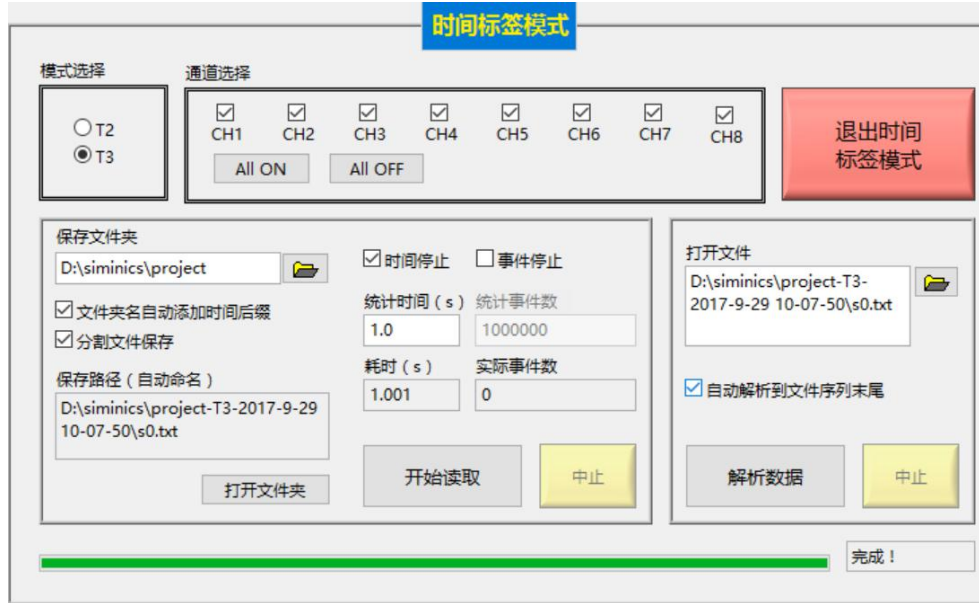 时间标签模式
模式选择
T2
T3
通道选择
CH1 CH2 CH3 CH4 CH5 CH6 CH7 CH8
All ON All OFF
退出时间
标签模式
保存文件夹
D:\siminics\project
文件夹名自动添加时间后缀
分割文件保存
保存路径（自动命名）
D:\siminics\project-T3-2017-9-29
10-07-50\s0.txt
打开文件夹
时间停止 事件停止
统计时间（s） 统计事件数
1.0 1000000
耗时（s） 实际事件数
1.001 0
开始读取 中止
打开文件
D:\siminics\project-T3-
2017-9-29 10-07-50\s0.txt
自动解析到文件序列末尾
解析数据 中止
完成！